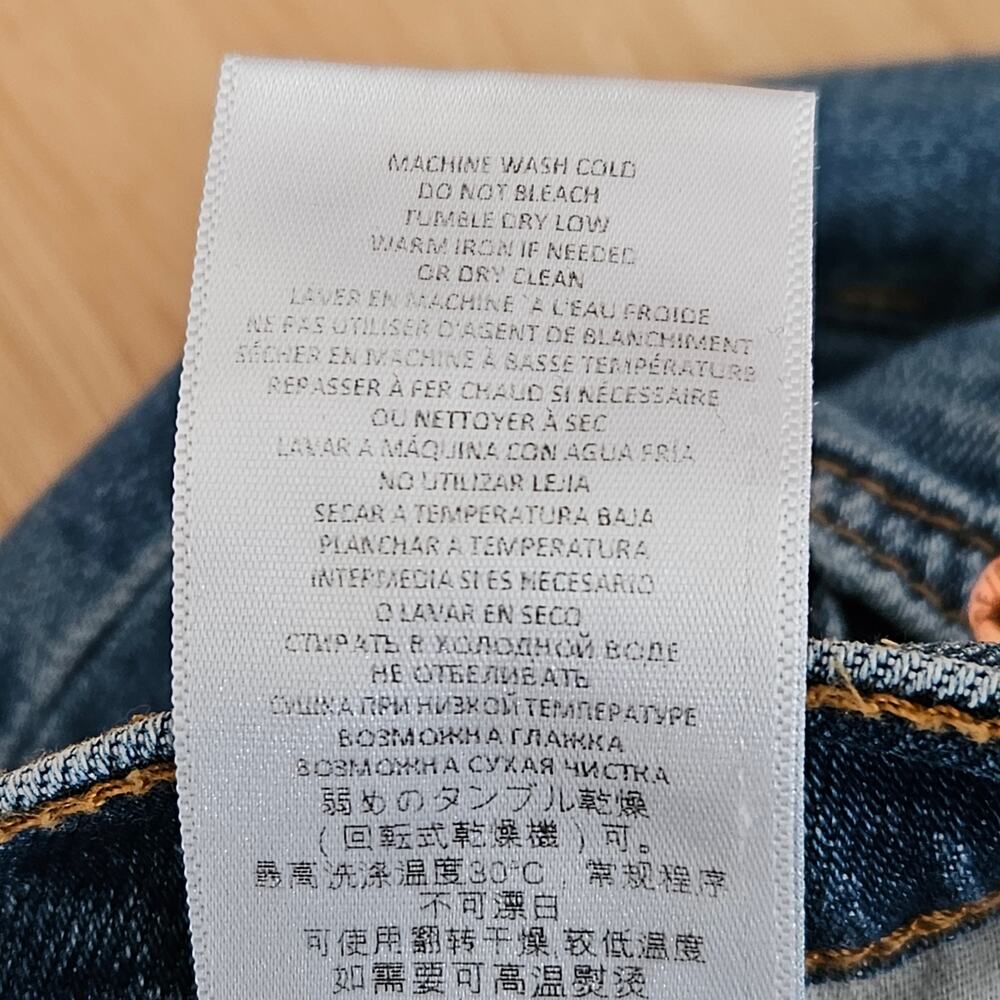 MACHINE WASH COLD
DO NOT BLEACH
TUMBLE DRY LOW
WARM IRON IF NEEDED
OR DRY CLEAN
LAVER EN MACHINE `A L'EAU FROIDE
NE PAS UTILISER D'AGENT DE BLANCHIMENT
SÉCHER EN MACHINE À BASSE TEMPÉRATURE
REPASSER À FER CHAUD SI NÉCESSAIRE
OU NETTOYER À SEC
LAVAR A MÁQUINA CON AGUA FRÍA
NO UTILIZAR LEJIA
SECAR A TEMPERATURA BAJA
PLANCHAR A TEMPERATURA
INTERMEDIA SI ES NECESARIO
O LAVAR EN SECO
СТИРАТЬ В ХОЛОДНОЙ ВОДЕ
НЕ ОТБЕЛИВАТЬ
СУШКА ПРИ НИЗКОЙ ТЕМПЕРАТУРЕ
ВОЗМОЖНА ГЛАЖКА
ВОЗМОЖНА СУХАЯ ЧИСТКА
弱めのタンブル乾燥
(回転式乾燥機)可。
最高洗涤温度30°C,常规程序
不可漂白
可使用翻转干燥,较低温度
如需要可高温熨烫